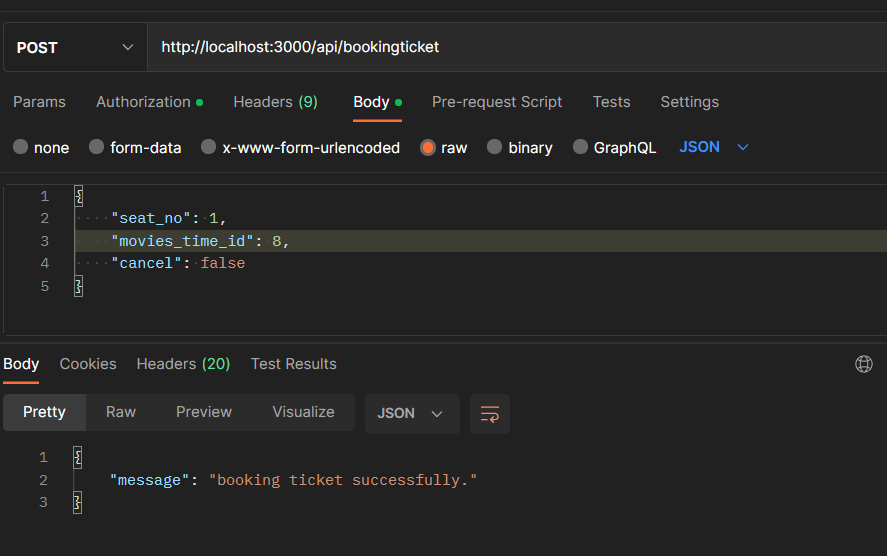 POST http://localhost:3000/api/bookingticket
Params Authorization Headers (9) Body Pre-request Script Tests Settings
none form-data x-www-form-urlencoded raw binary GraphQL JSON
1 {
2 "seat_no": 1,
3 "movies_time_id": 8,
4 "cancel": false
5 }
Body Cookies Headers (20) Test Results
Pretty Raw Preview Visualize JSON
1 {
2 "message": "booking ticket successfully."
3 }